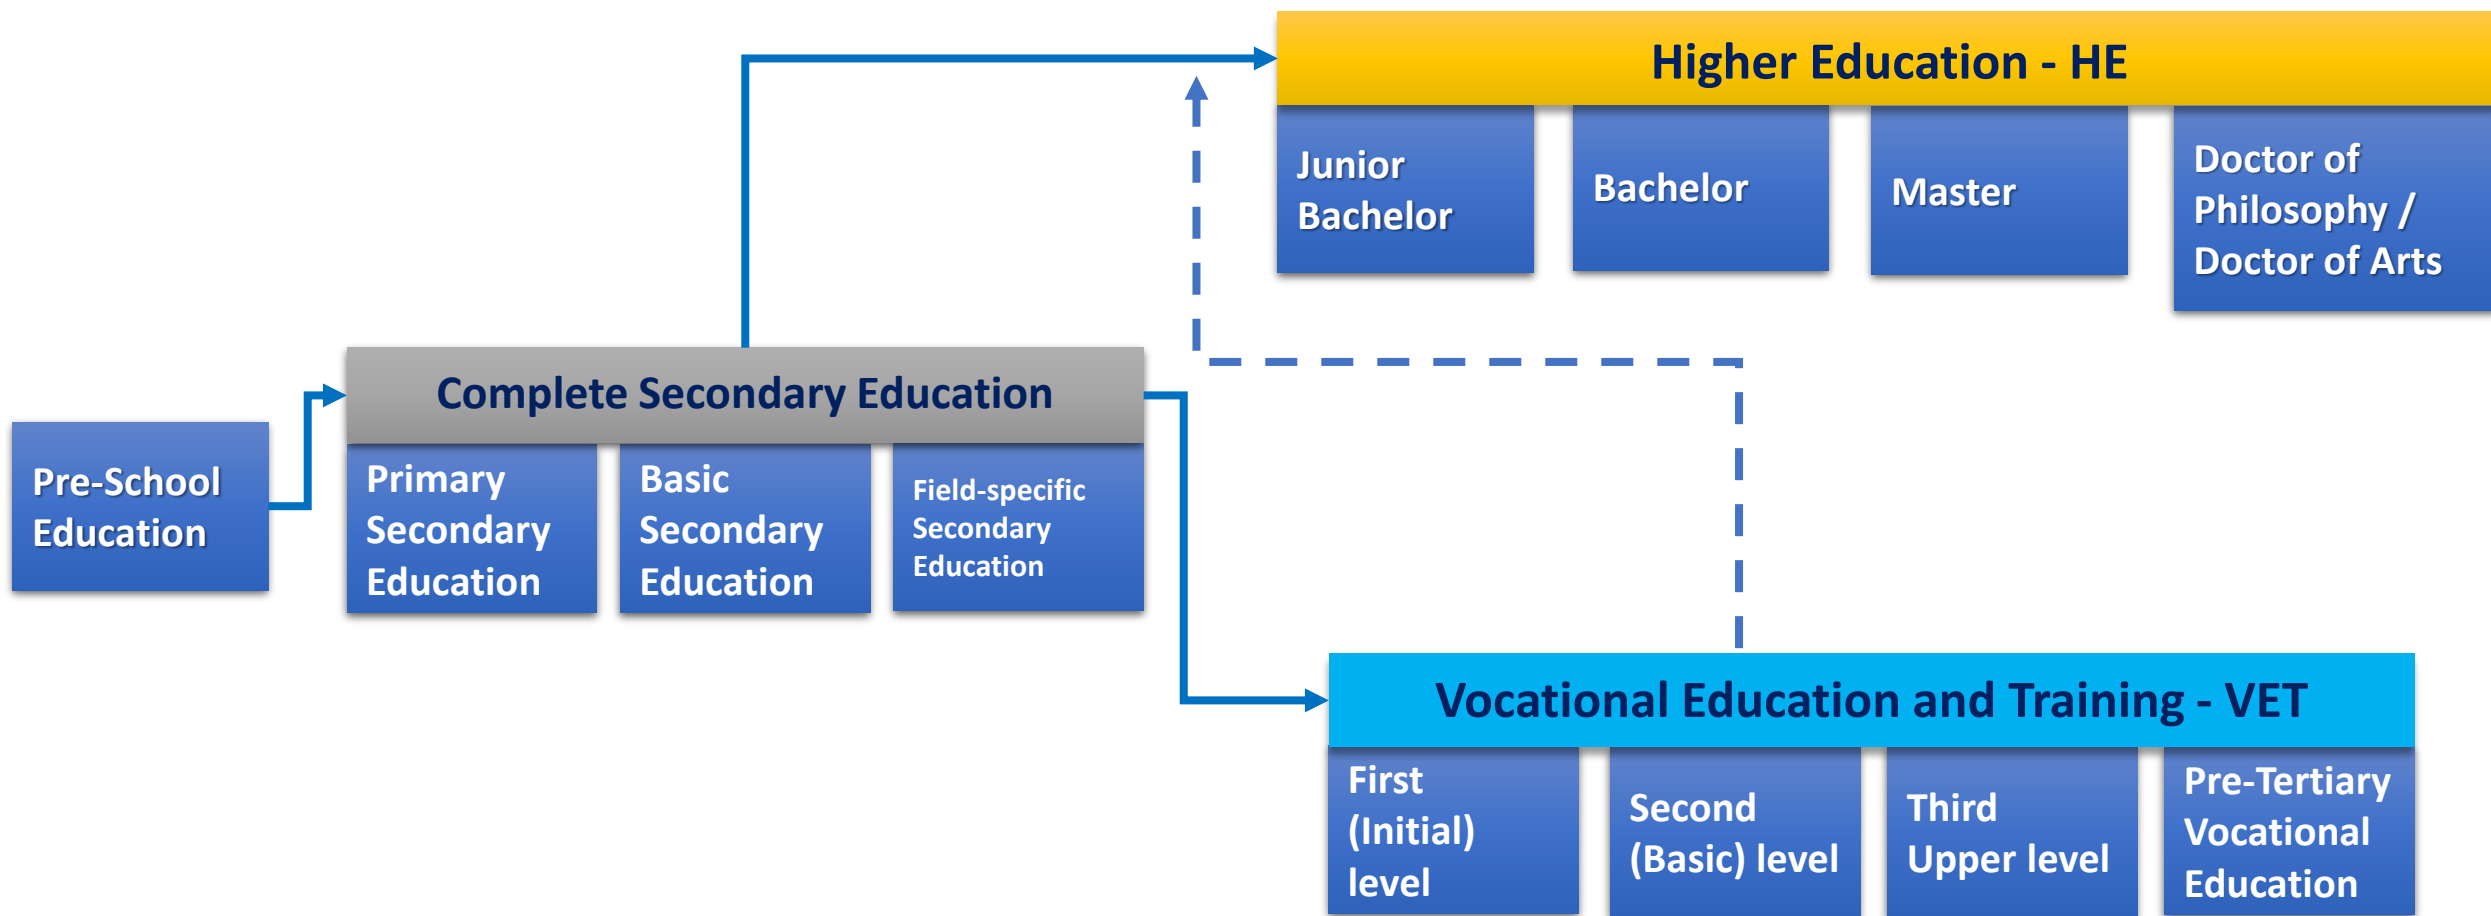 Higher Education - HE
Junior
Bachelor
Bachelor
Master
Doctor of
Philosophy /
Doctor of Arts
Complete Secondary Education
Pre-School
Education
Primary
Secondary
Education
Basic
Secondary
Education
Field-specific
Secondary
Education
Vocational Education and Training - VET
First
(Initial)
level
Second
(Basic) level
Third
Upper level
Pre-Tertiary
Vocational
Education